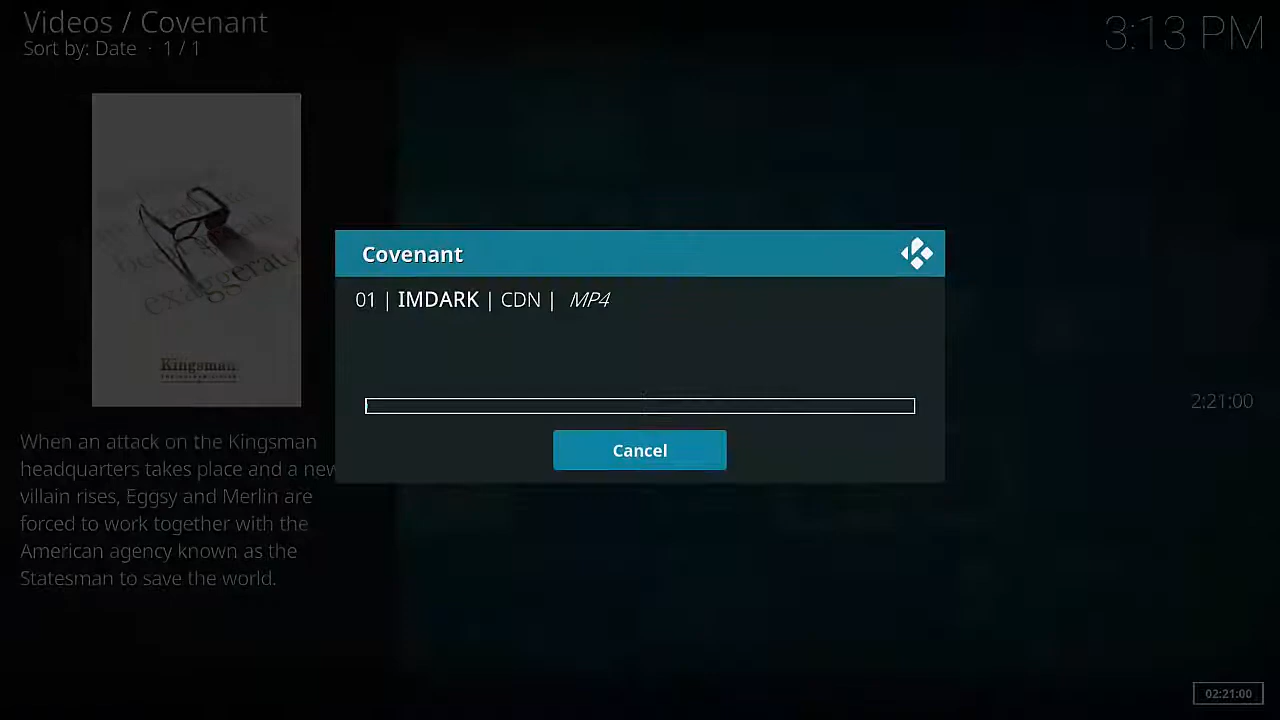 Videos / Covenant
Sort by: Date · 1 / 1
3:13 PM
exaggerate
Kingsman
Covenant
01 | IMDARK | CDN | MP4
Cancel
2:21:00
When an attack on the Kingsman
headquarters takes place and a new
villain rises, Eggsy and Merlin are
forced to work together with the
American agency known as the
Statesman to save the world.
02:21:00